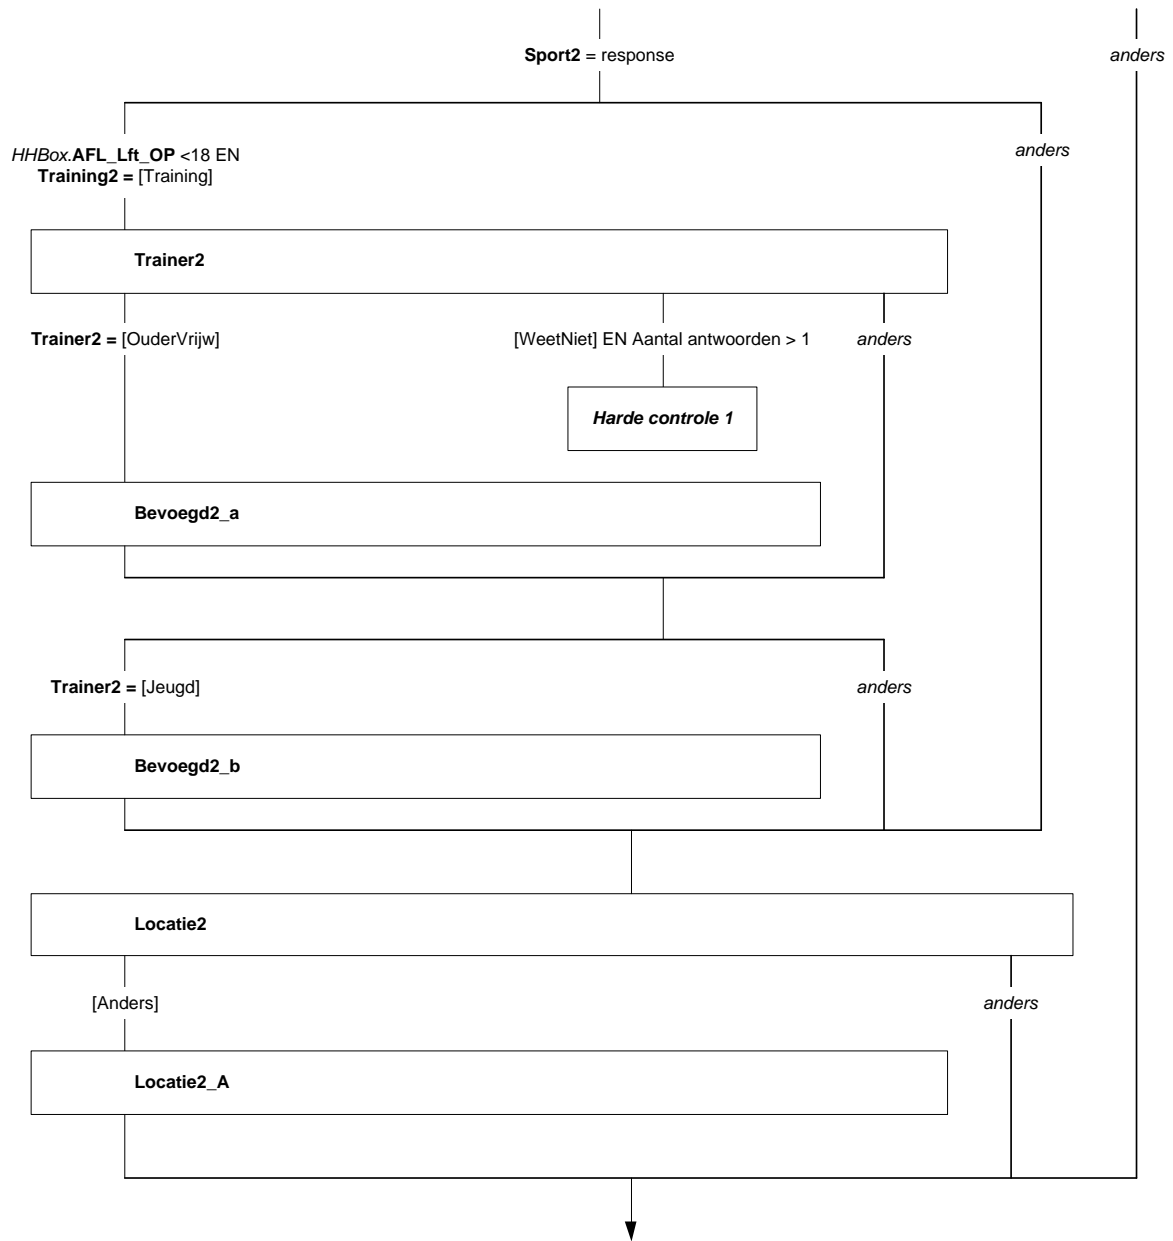 Sport2 = response
anders
HHBox.AFL_Lft_OP <18 EN
Training2 = [Training]
anders
Trainer2
Trainer2 = [OuderVrijw]
[WeetNiet] EN Aantal antwoorden > 1
anders
Harde controle 1
Bevoegd2_a
Trainer2 = [Jeugd]
anders
Bevoegd2_b
Locatie2
[Anders]
anders
Locatie2_A